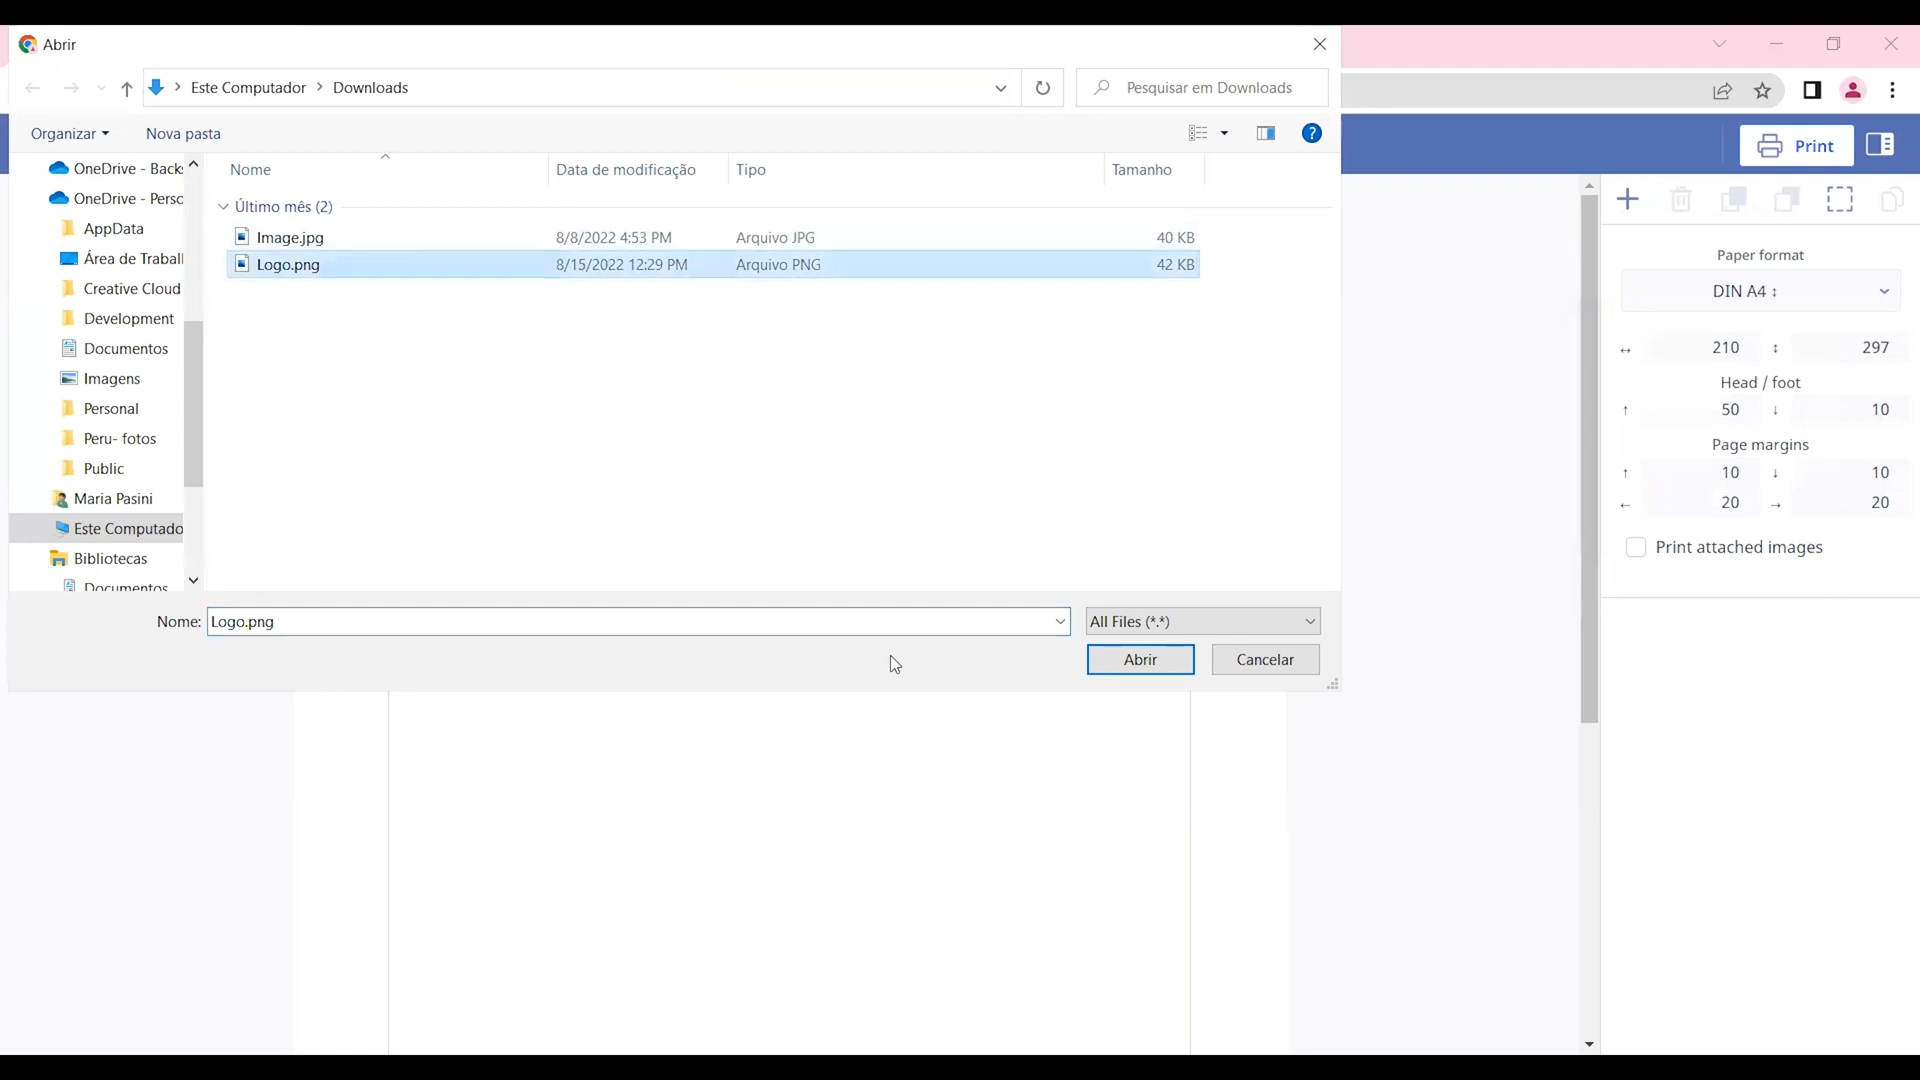 Abrir
Este Computador
Downloads
Pesquisar em Downloads
Organizar
Nova pasta
Print
OneDrive - Backs
OneDrive - Perso
AppData
Área de Traball
Creative Cloud
Development
Documentos
Imagens
Personal
Peru- fotos
Public
Maria Pasini
Este Computado
Bibliotecas
Documentos
Nome Data de modificação Tipo Tamanho
Último mês (2)
Image.jpg 8/8/2022 4:53 PM Arquivo JPG 40 KB
Logo.png 8/15/2022 12:29 PM Arquivo PNG 42 KB
Nome: Logo.png
All Files (*.*)
Abrir Cancelar
Paper format
DIN A4 ↕
↔ 210 ↕ 297
Head / foot
↑ 50 ↓ 10
Page margins
↑ 10 ↓ 10
← 20 → 20
Print attached images